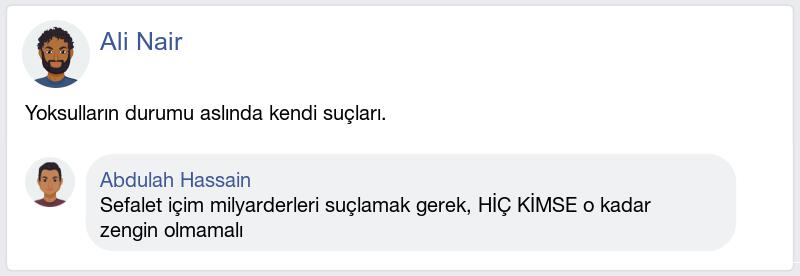 Ali Nair
Yoksulların durumu aslında kendi suçları.
Abdulah Hassain
Sefalet içim milyarderleri suçlamak gerek, HİÇ KİMSE o kadar
zengin olmamalı